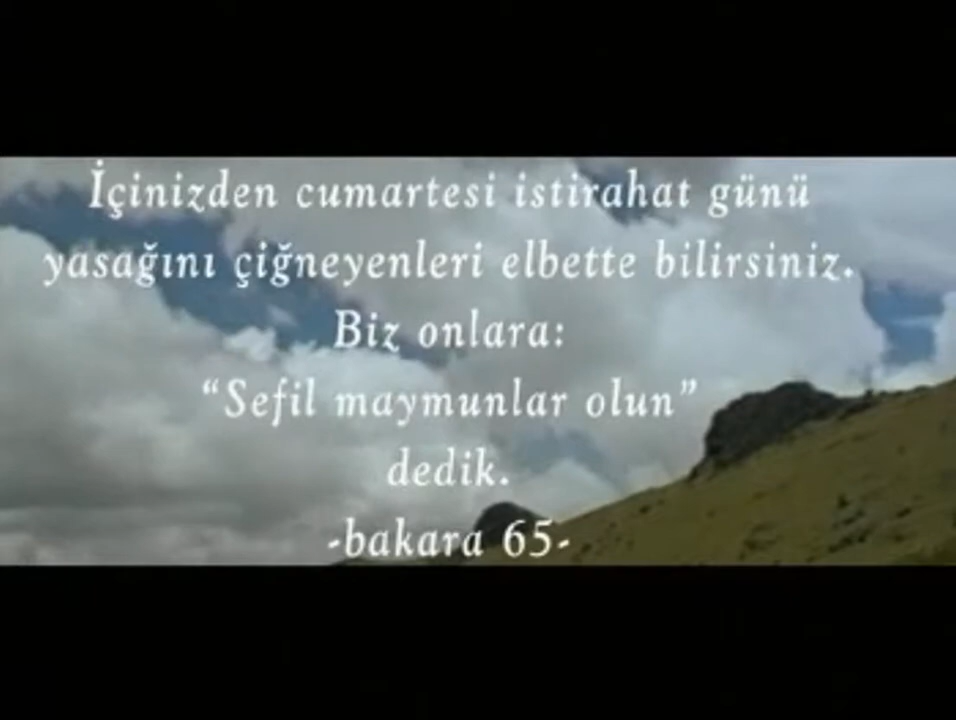 İçinizden cumartesi istirahat günü
yasağını çiğneyenleri elbette bilirsiniz.
Biz onlara:
“Sefil maymunlar olun”
dedik.
-bakara 65-